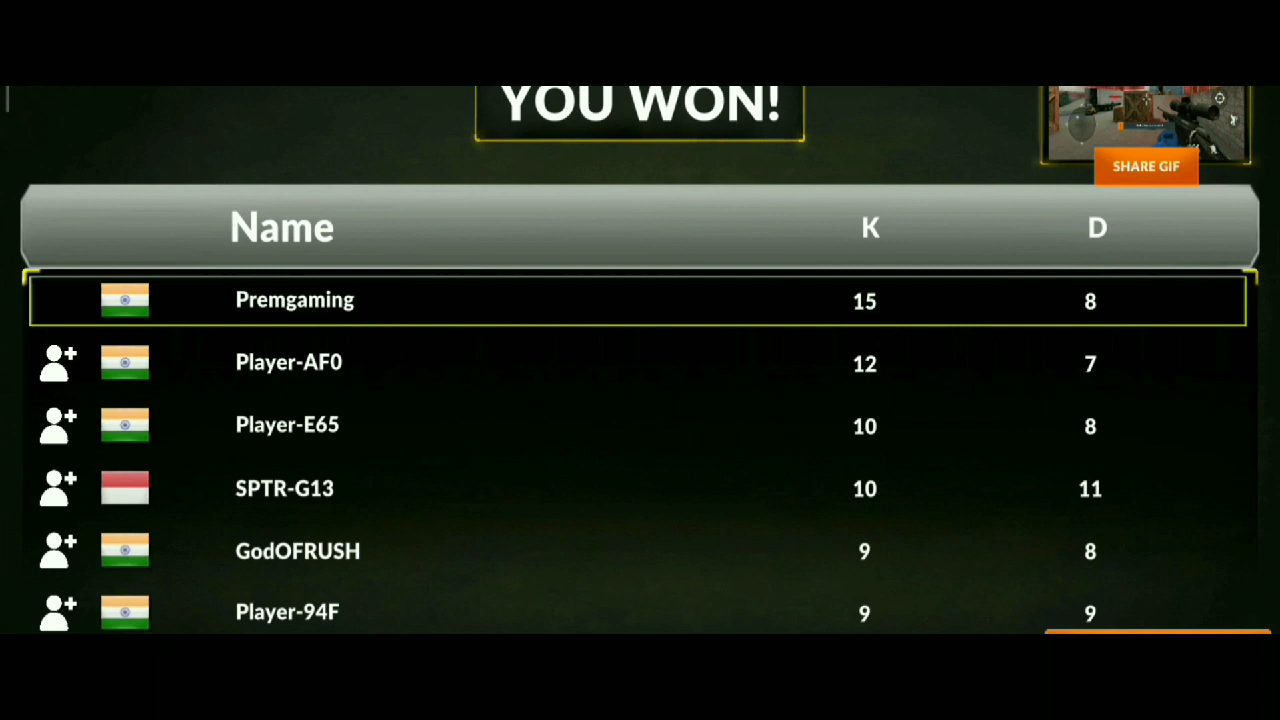 YOU WON!
SHARE GIF
Name K D
Premgaming 15 8
Player-AF0 12 7
Player-E65 10 8
SPTR-G13 10 11
GodOFRUSH 9 8
Player-94F 9 9